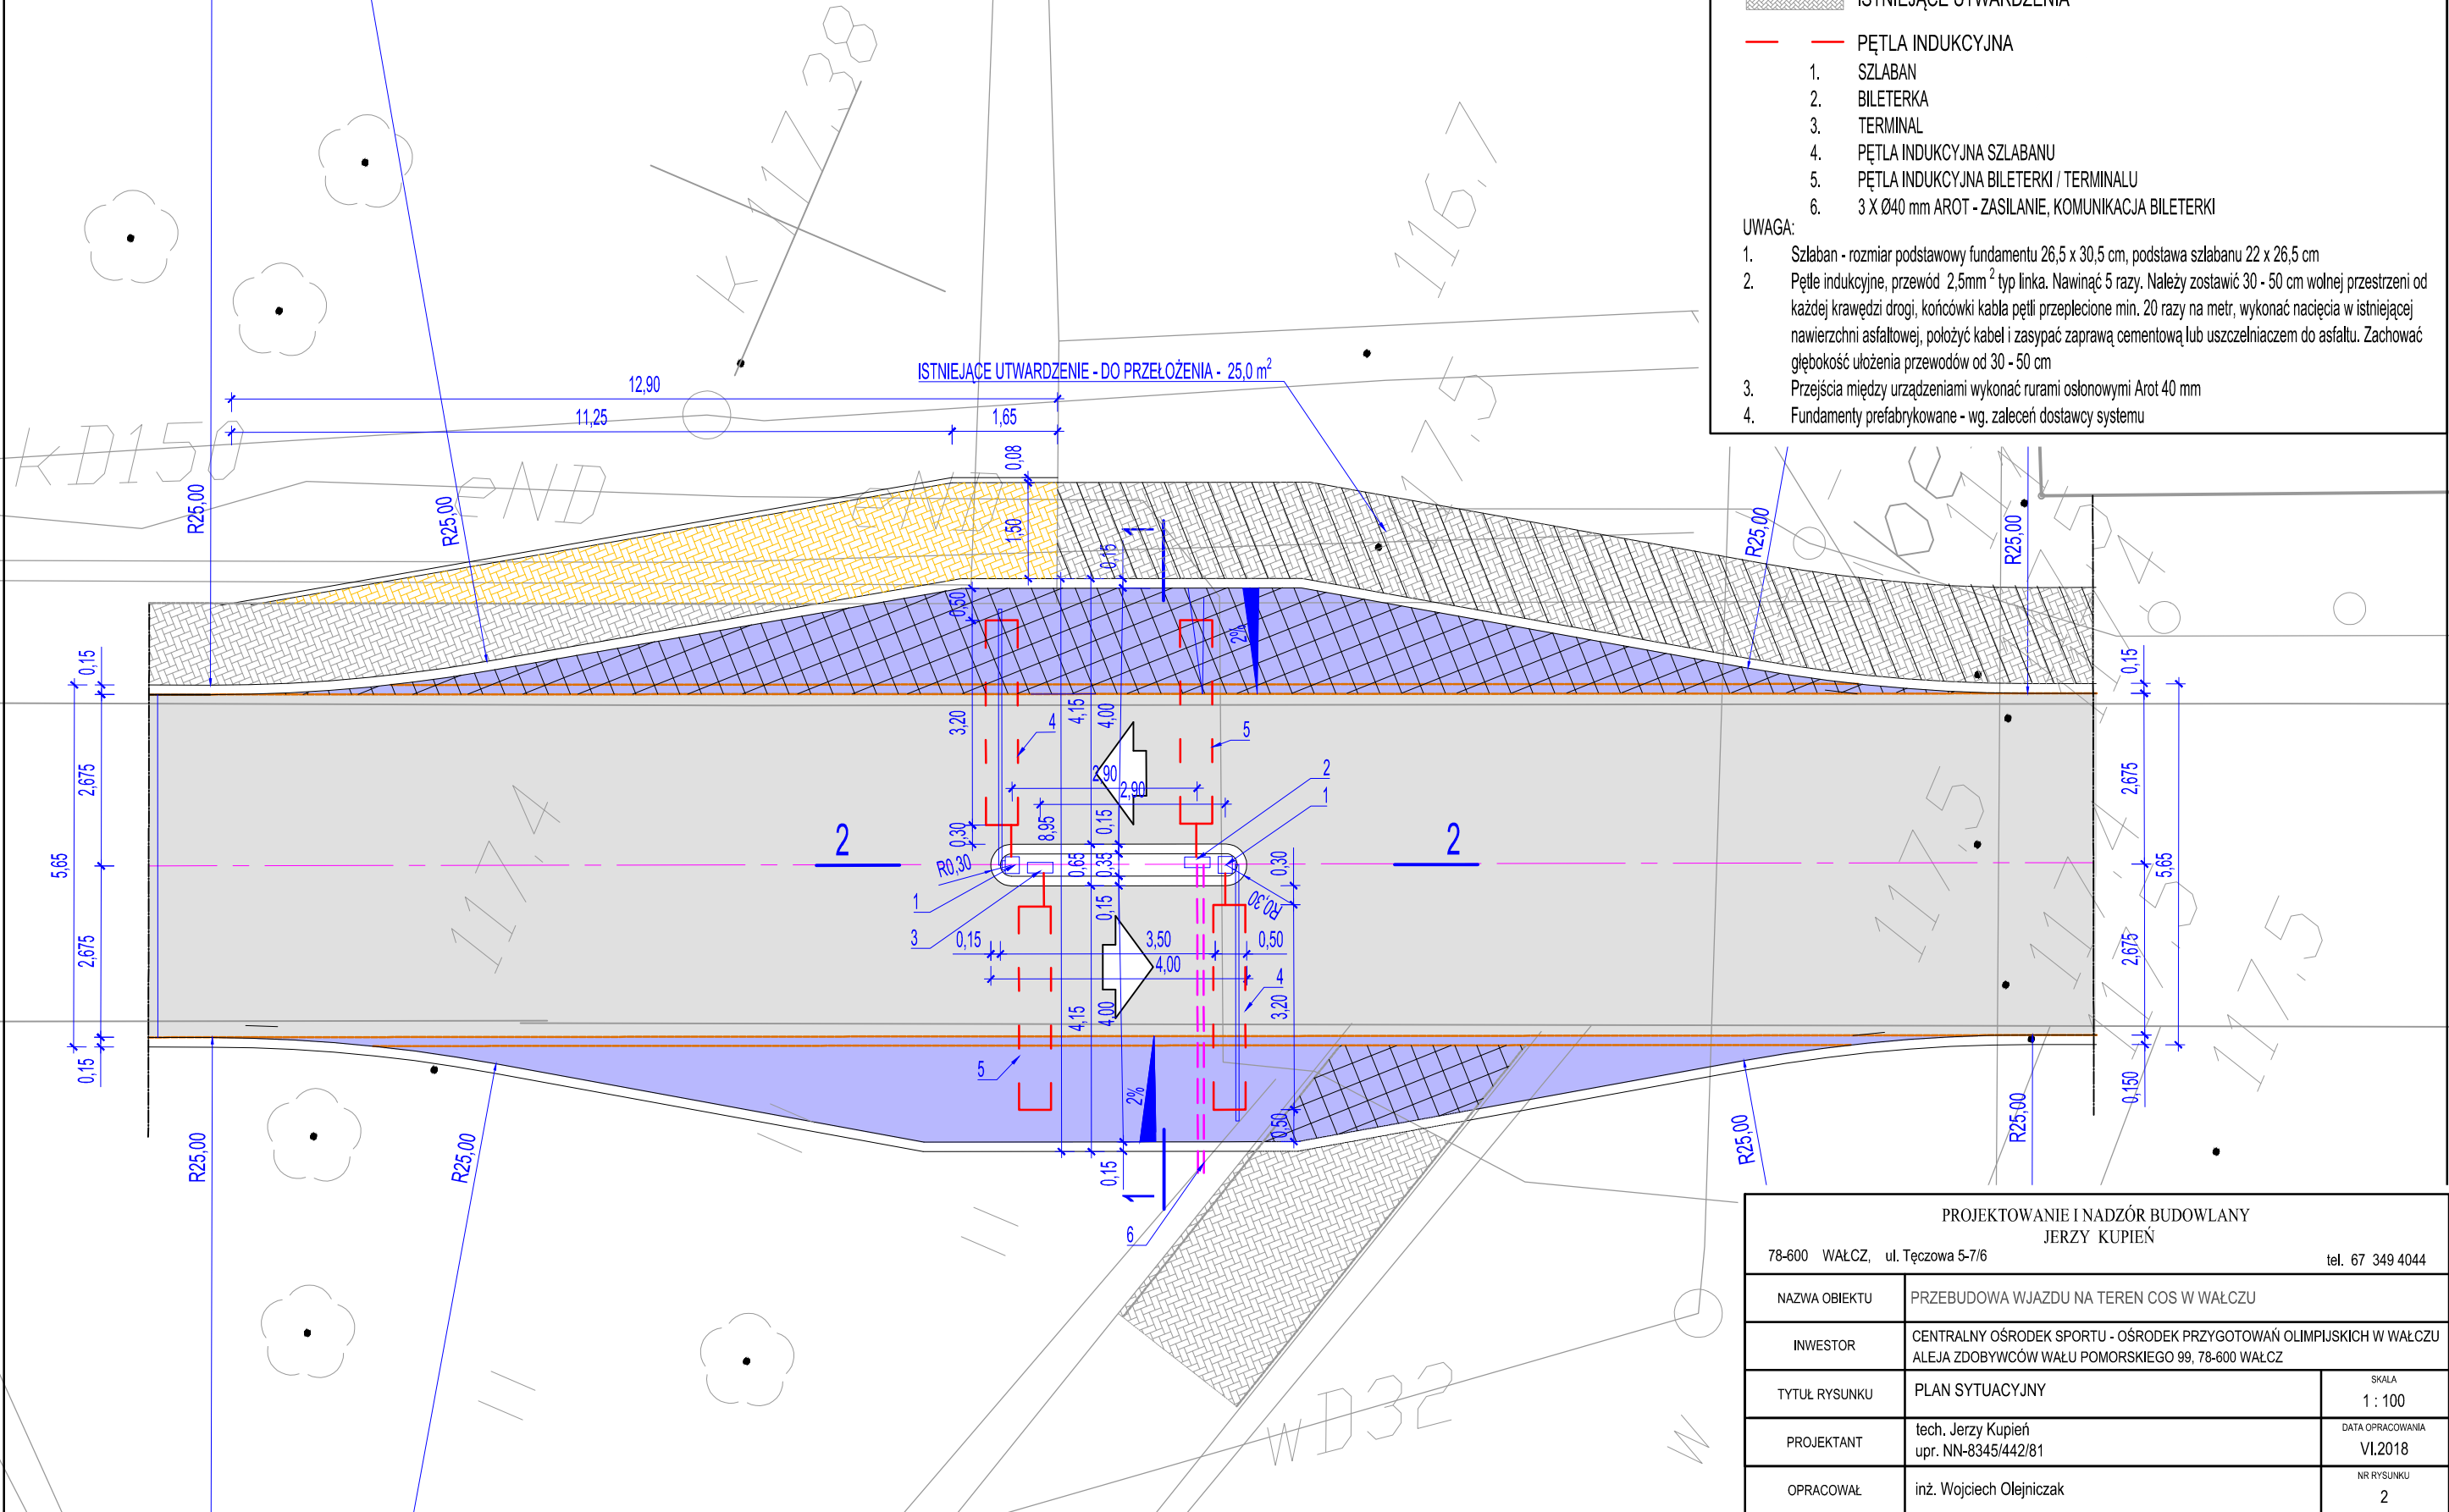 ISTNIEJĄCE UTWARDZENIA
PĘTLA INDUKCYJNA
1. SZLABAN
2. BILETERKA
3. TERMINAL
4. PĘTLA INDUKCYJNA SZLABANU
5. PĘTLA INDUKCYJNA BILETERKI / TERMINALU
6. 3 X Ø40 mm AROT - ZASILANIE, KOMUNIKACJA BILETERKI
UWAGA:
1. Szlaban - rozmiar podstawowy fundamentu 26,5 x 30,5 cm, podstawa szlabanu 22 x 26,5 cm
2. Pętle indukcyjne, przewód 2,5mm ² typ linka. Nawinąć 5 razy. Należy zostawić 30 - 50 cm wolnej przestrzeni od
każdej krawędzi drogi, końcówki kabla pętli przeplecione min. 20 razy na metr, wykonać nacięcia w istniejącej
nawierzchni asfaltowej, położyć kabel i zasypać zaprawą cementową lub uszczelniaczem do asfaltu. Zachować
głębokość ułożenia przewodów od 30 - 50 cm
3. Przejścia między urządzeniami wykonać rurami osłonowymi Arot 40 mm
4. Fundamenty prefabrykowane - wg. zaleceń dostawcy systemu
116,7
ISTNIEJĄCE UTWARDZENIE - DO PRZEŁOŻENIA - 25,0 m²
12,90
11,25
1,65
kD150
0,08
R25,00
R25,00
1,50
0,15
1
R25,00
R25,00
0,50
2%
0,15
0,15
3,20
4,15
4,00
4
5
2,675
2,90
2,90
2
1
2,675
117,5
117,4
5,65
2
0,30
8,95
0,15
2
R0,30
0,65
0,35
0,30
5,65
1
0,15
R0,30
3
0,15
3,50
0,50
4,00
4
2,675
2,675
117,5
4,15
4,00
3,20
0,15
5
2%
0,50
0,150
R25,00
R25,00
0,15
1
R25,00
R25,00
6
WD32
W
PROJEKTOWANIE I NADZÓR BUDOWLANY
JERZY KUPIEŃ
78-600 WAŁCZ, ul. Tęczowa 5-7/6 tel. 67 349 4044
NAZWA OBIEKTU PRZEBUDOWA WJAZDU NA TEREN COS W WAŁCZU
INWESTOR CENTRALNY OŚRODEK SPORTU - OŚRODEK PRZYGOTOWAŃ OLIMPIJSKICH W WAŁCZU
ALEJA ZDOBYWCÓW WAŁU POMORSKIEGO 99, 78-600 WAŁCZ
TYTUŁ RYSUNKU PLAN SYTUACYJNY SKALA
1 : 100
PROJEKTANT tech. Jerzy Kupień
upr. NN-8345/442/81
DATA OPRACOWANIA
VI.2018
OPRACOWAŁ inż. Wojciech Olejniczak
NR RYSUNKU
2